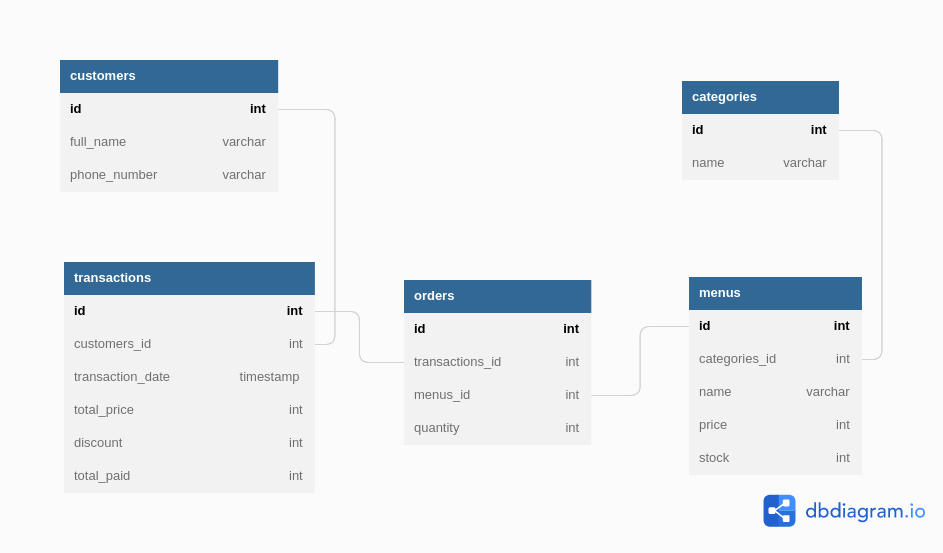 customers
id int
full_name varchar
phone_number varchar
categories
id int
name varchar
transactions
id int
customers_id int
transaction_date timestamp
total_price int
discount int
total_paid int
orders
id int
transactions_id int
menus_id int
quantity int
menus
id int
categories_id int
name varchar
price int
stock int
dbdiagram.io